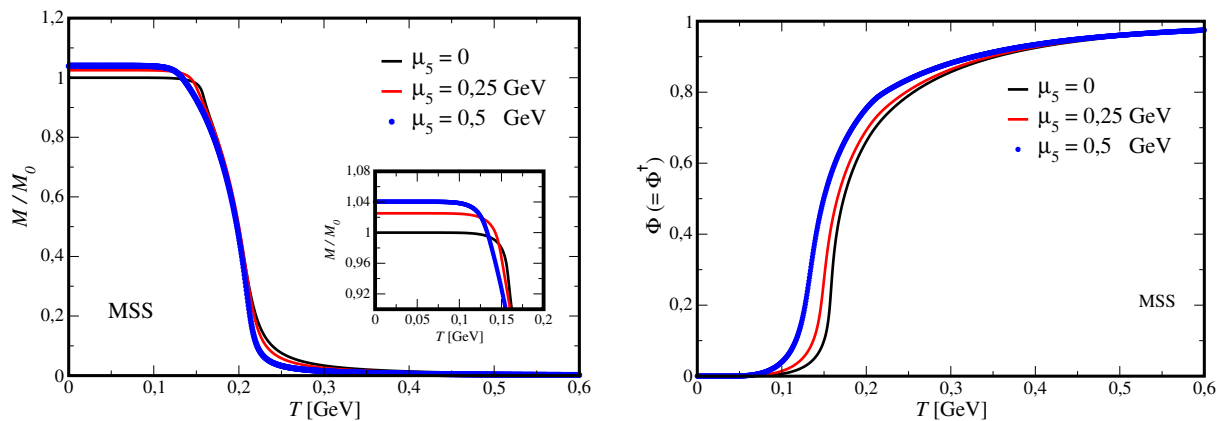 1,2
1
0,8
0,6
0,4
0,2
0
M / M₀
μ₅ = 0
μ₅ = 0,25 GeV
μ₅ = 0,5 GeV
MSS
1,08
1,04
1
0,96
0,92
M / M₀
0 0,05 0,1 0,15 0,2
T [GeV]
0 0,1 0,2 0,3 0,4 0,5 0,6
T [GeV]
1
0,8
0,6
0,4
0,2
0
Φ (= Φ†)
μ₅ = 0
μ₅ = 0,25 GeV
μ₅ = 0,5 GeV
MSS
0 0,1 0,2 0,3 0,4 0,5 0,6
T [GeV]